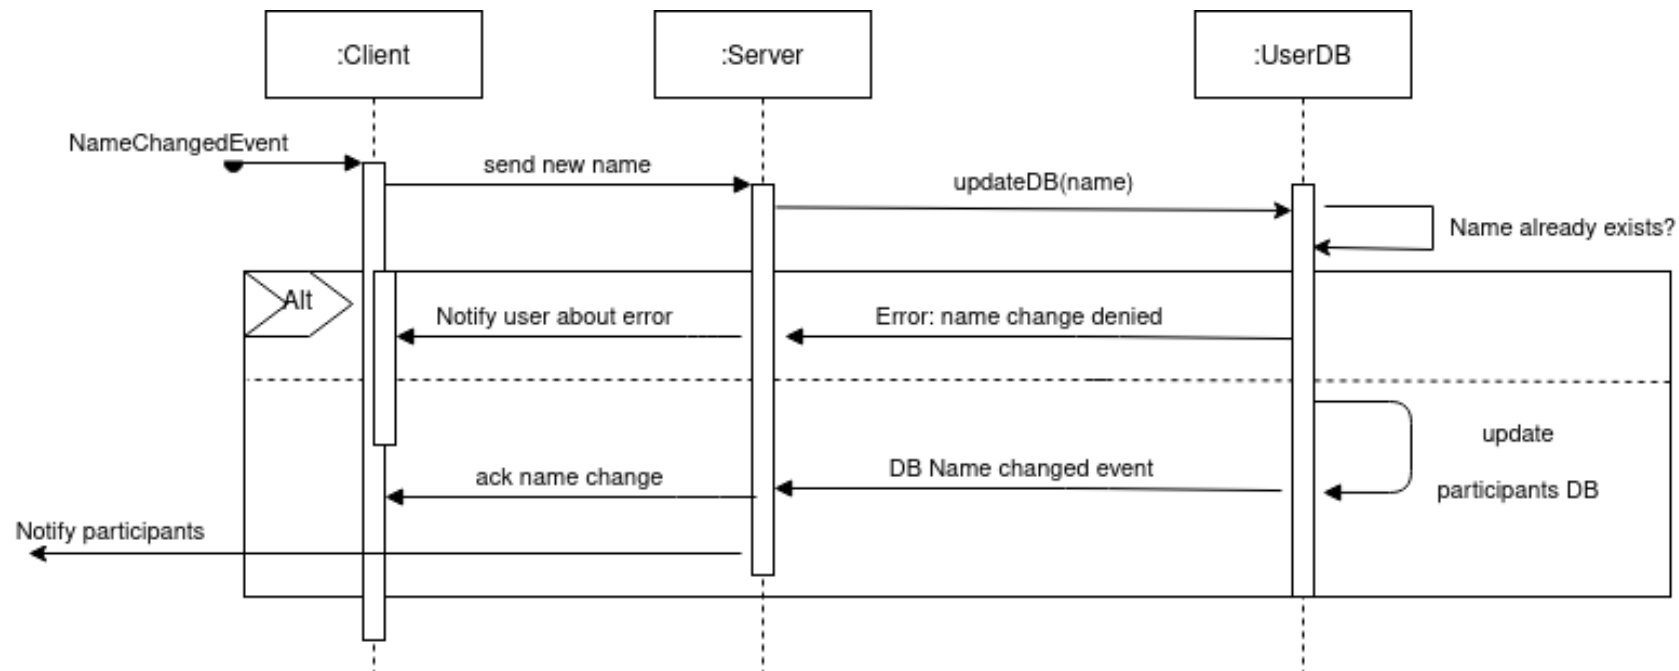 :Client
:Server
:UserDB
NameChangedEvent
send new name
updateDB(name)
Name already exists?
Alt
Notify user about error
Error: name change denied
update
participants DB
ack name change
DB Name changed event
Notify participants